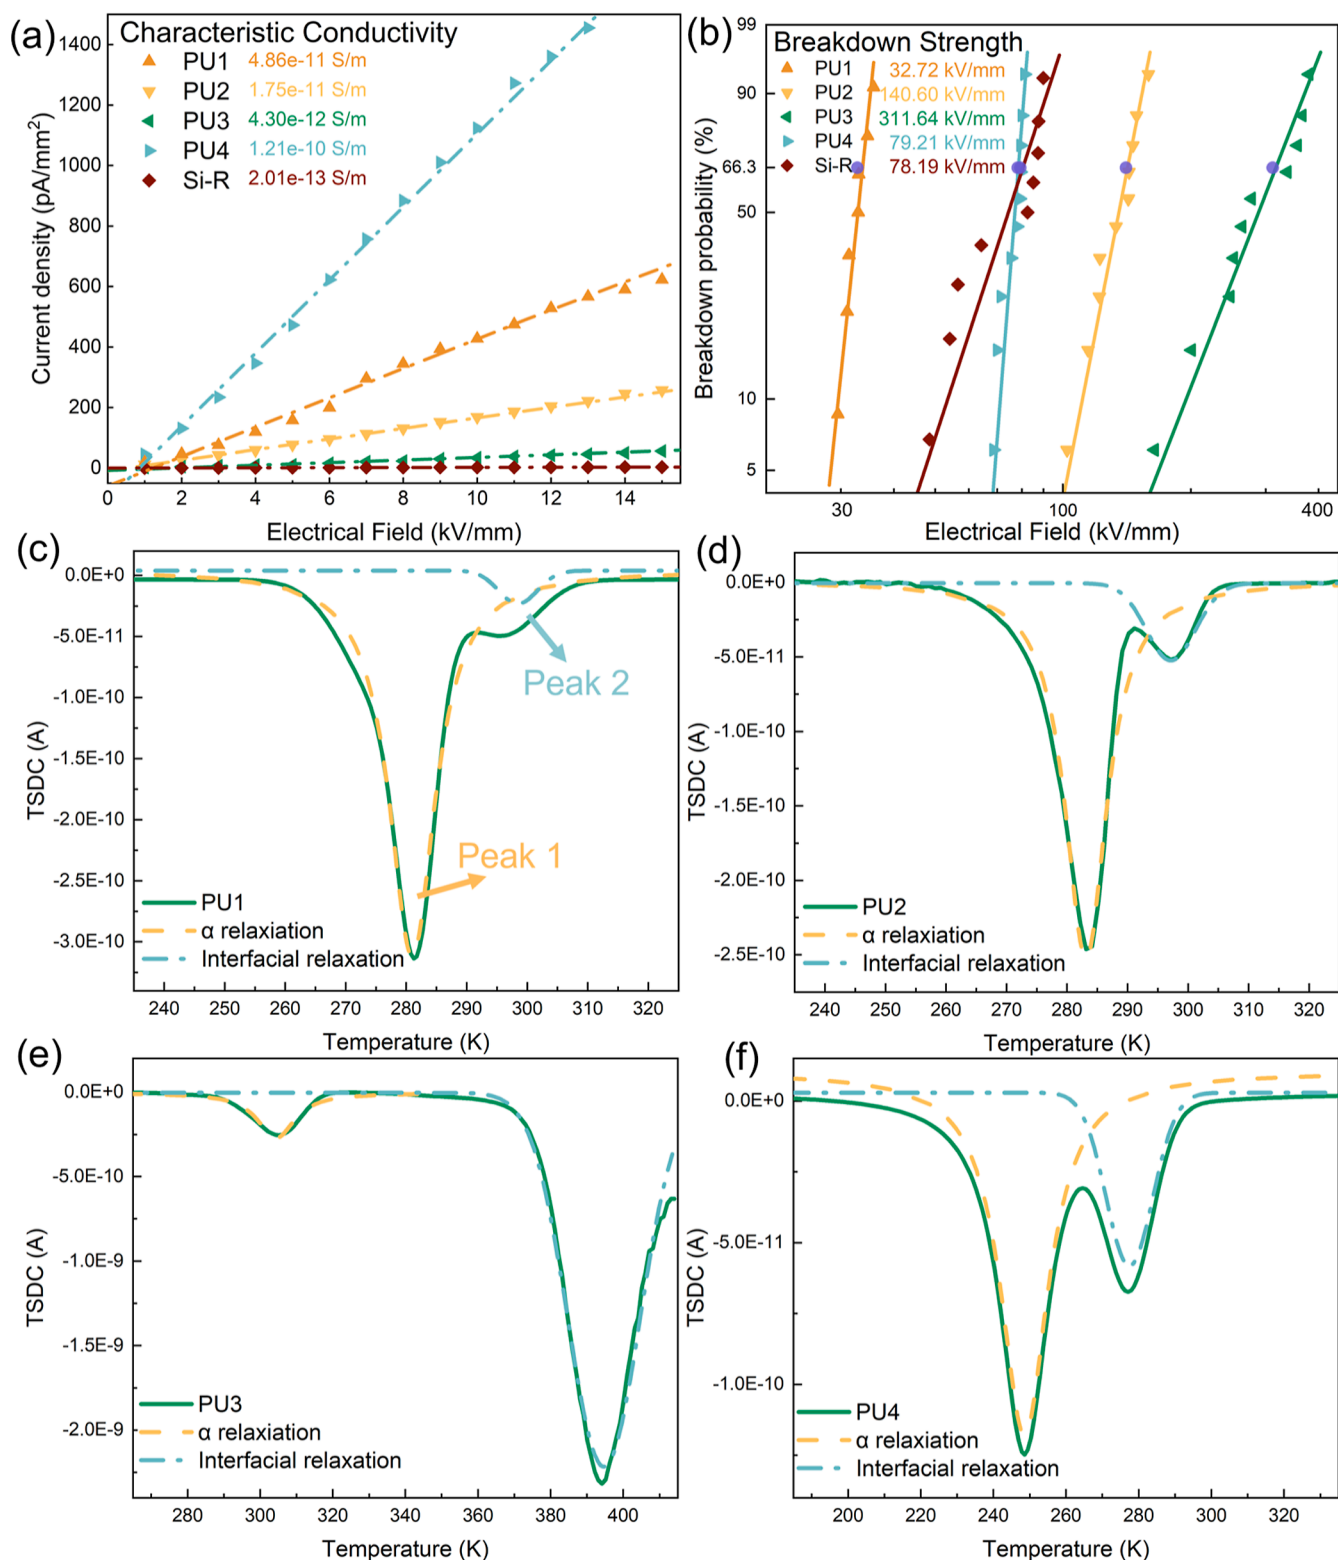 (a)
Characteristic Conductivity
PU1 4.86e-11 S/m
PU2 1.75e-11 S/m
PU3 4.30e-12 S/m
PU4 1.21e-10 S/m
Si-R 2.01e-13 S/m
Current density (pA/mm²)
1400
1200
1000
800
600
400
200
0
0 2 4 6 8 10 12 14
Electrical Field (kV/mm)
(b)
Breakdown Strength
PU1 32.72 kV/mm
PU2 140.60 kV/mm
PU3 311.64 kV/mm
PU4 79.21 kV/mm
Si-R 78.19 kV/mm
Breakdown probability (%)
99
90
66.3
50
10
5
30 100 400
Electrical Field (kV/mm)
(c)
0.0E+0
-5.0E-11
-1.0E-10
-1.5E-10
-2.0E-10
-2.5E-10
-3.0E-10
TSDC (A)
Peak 2
Peak 1
PU1
α relaxiation
Interfacial relaxation
240 250 260 270 280 290 300 310 320
Temperature (K)
(d)
0.0E+0
-5.0E-11
-1.0E-10
-1.5E-10
-2.0E-10
-2.5E-10
TSDC (A)
PU2
α relaxiation
Interfacial relaxation
240 250 260 270 280 290 300 310 320
Temperature (K)
(e)
0.0E+0
-5.0E-10
-1.0E-9
-1.5E-9
-2.0E-9
TSDC (A)
PU3
α relaxiation
Interfacial relaxation
280 300 320 340 360 380 400
Temperature (K)
(f)
0.0E+0
-5.0E-11
-1.0E-10
TSDC (A)
PU4
α relaxiation
Interfacial relaxation
200 220 240 260 280 300 320
Temperature (K)